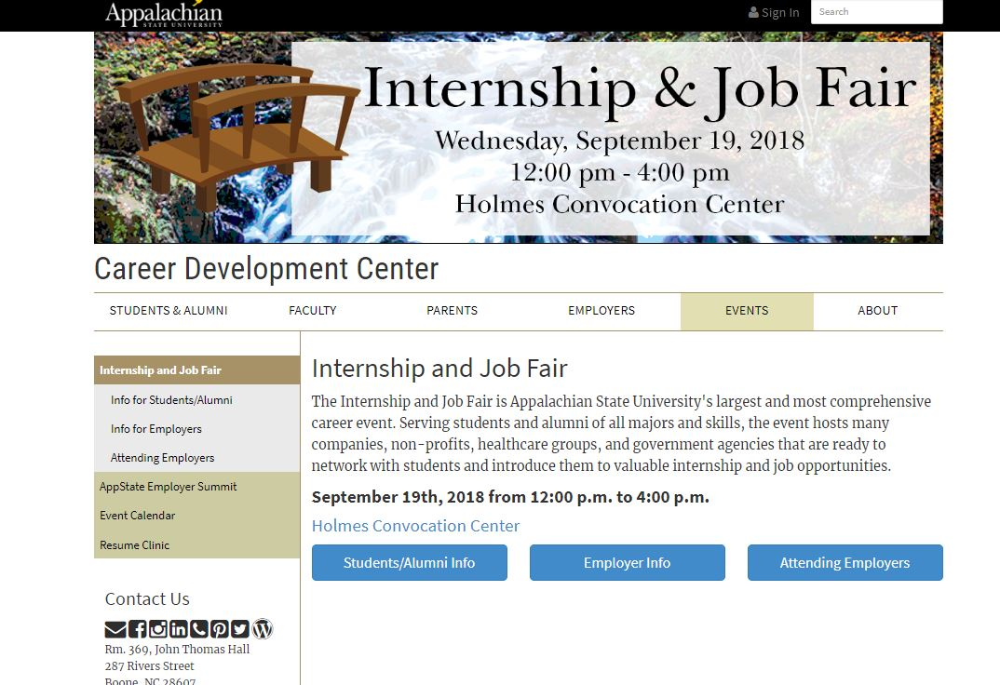 Appalachian
STATE UNIVERSITY
Sign In
Search
Internship & Job Fair
Wednesday, September 19, 2018
12:00 pm - 4:00 pm
Holmes Convocation Center
Career Development Center
STUDENTS & ALUMNI
FACULTY
PARENTS
EMPLOYERS
EVENTS
ABOUT
Internship and Job Fair
Info for Students/Alumni
Info for Employers
Attending Employers
AppState Employer Summit
Event Calendar
Resume Clinic
Contact Us
Rm. 369, John Thomas Hall
287 Rivers Street
Boone, NC 28607
Internship and Job Fair
The Internship and Job Fair is Appalachian State University's largest and most comprehensive
career event. Serving students and alumni of all majors and skills, the event hosts many
companies, non-profits, healthcare groups, and government agencies that are ready to
network with students and introduce them to valuable internship and job opportunities.
September 19th, 2018 from 12:00 p.m. to 4:00 p.m.
Holmes Convocation Center
Students/Alumni Info
Employer Info
Attending Employers